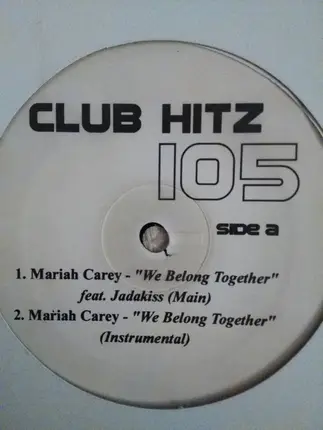 CLUB HITZ
105
side a
1. Mariah Carey - "We Belong Together"
feat. Jadakiss (Main)
2. Mariah Carey - "We Belong Together"
(Instrumental)